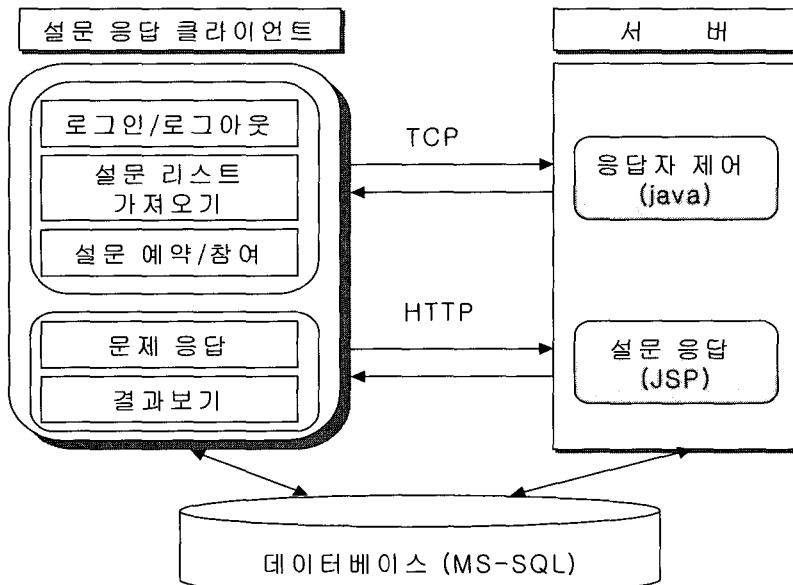 설문 응답 클라이언트
서 버
로그인/로그아웃
설문 리스트
가져오기
설문 예약/참여
TCP
응답자 제어
(java)
HTTP
문제 응답
결과보기
설문 응답
(JSP)
데이터베이스 (MS-SQL)